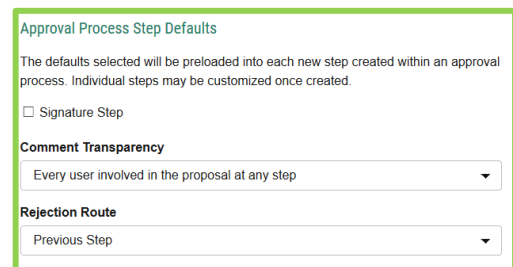 Approval Process Step Defaults
The defaults selected will be preloaded into each new step created within an approval
process. Individual steps may be customized once created.
Signature Step
Comment Transparency
Every user involved in the proposal at any step
Rejection Route
Previous Step